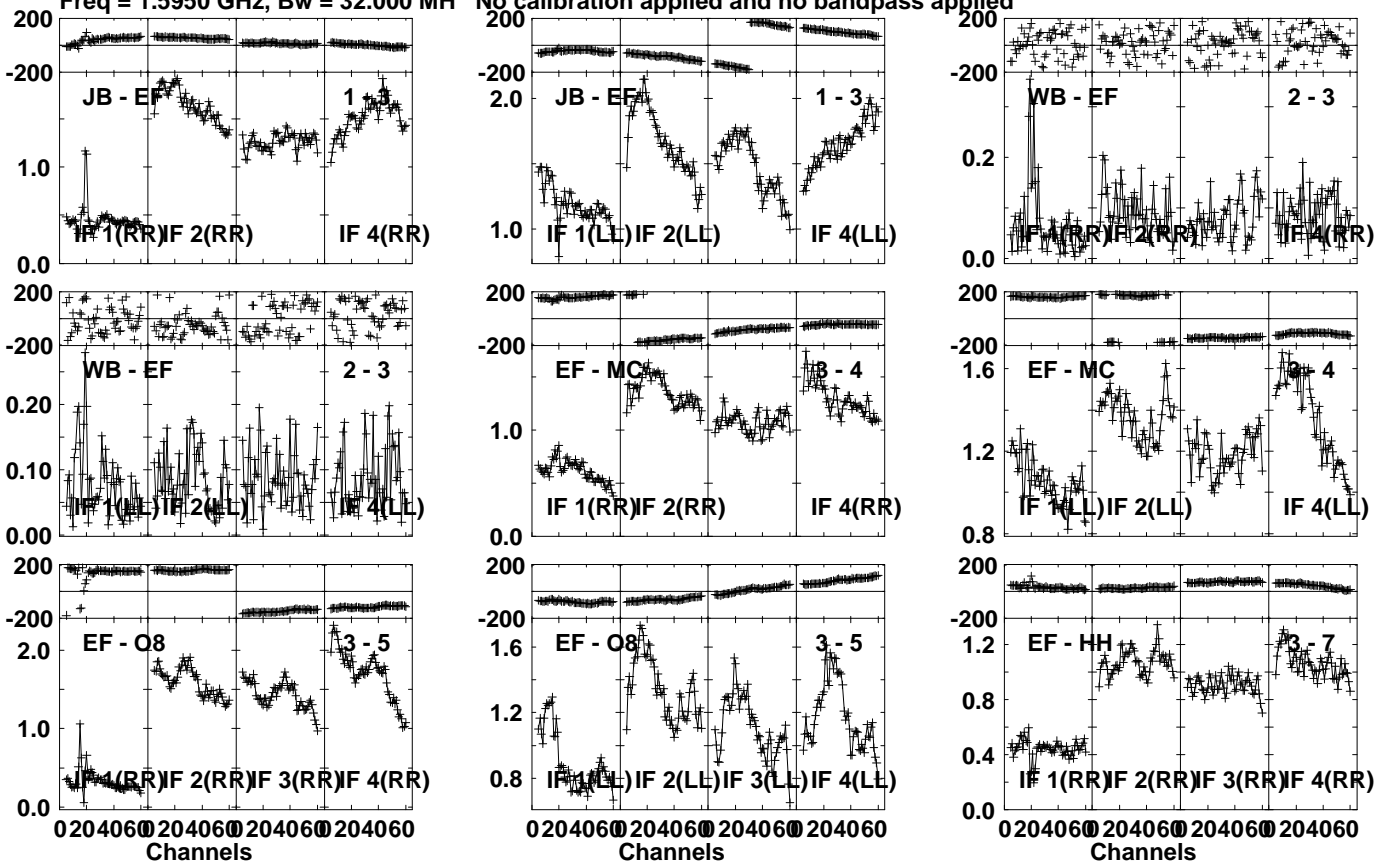 Freq = 1.5950 GHz, Bw = 32.000 MH No calibration applied and no bandpass applied
200
-200
JB - EF 1 - 3
1.0
0.0
IF 1(RR) IF 2(RR) IF 4(RR)
200
-200
JB - EF 1 - 3
2.0
1.0
IF 1(LL) IF 2(LL) IF 4(LL)
200
-200
WB - EF 2 - 3
0.2
0.0
IF 1(RR) IF 2(RR) IF 4(RR)
200
-200
WB - EF 2 - 3
0.20
0.10
0.00
IF 1(LL) IF 2(LL) IF 4(LL)
200
-200
EF - MC 3 - 4
1.0
0.0
IF 1(RR) IF 2(RR) IF 4(RR)
200
-200
EF - MC 3 - 4
1.6
1.2
0.8
IF 1(LL) IF 2(LL) IF 4(LL)
200
-200
EF - O8 3 - 5
2.0
1.0
0.0
IF 1(RR) IF 2(RR) IF 3(RR) IF 4(RR)
0 20 40 60 0 20 40 60 0 20 40 60 0 20 40 60
Channels
200
-200
EF - O8 3 - 5
1.6
1.2
0.8
IF 1(LL) IF 2(LL) IF 3(LL) IF 4(LL)
0 20 40 60 0 20 40 60 0 20 40 60 0 20 40 60
Channels
200
-200
EF - HH 3 - 7
1.2
0.8
0.4
0.0
IF 1(RR) IF 2(RR) IF 3(RR) IF 4(RR)
0 20 40 60 0 20 40 60 0 20 40 60 0 20 40 60
Channels